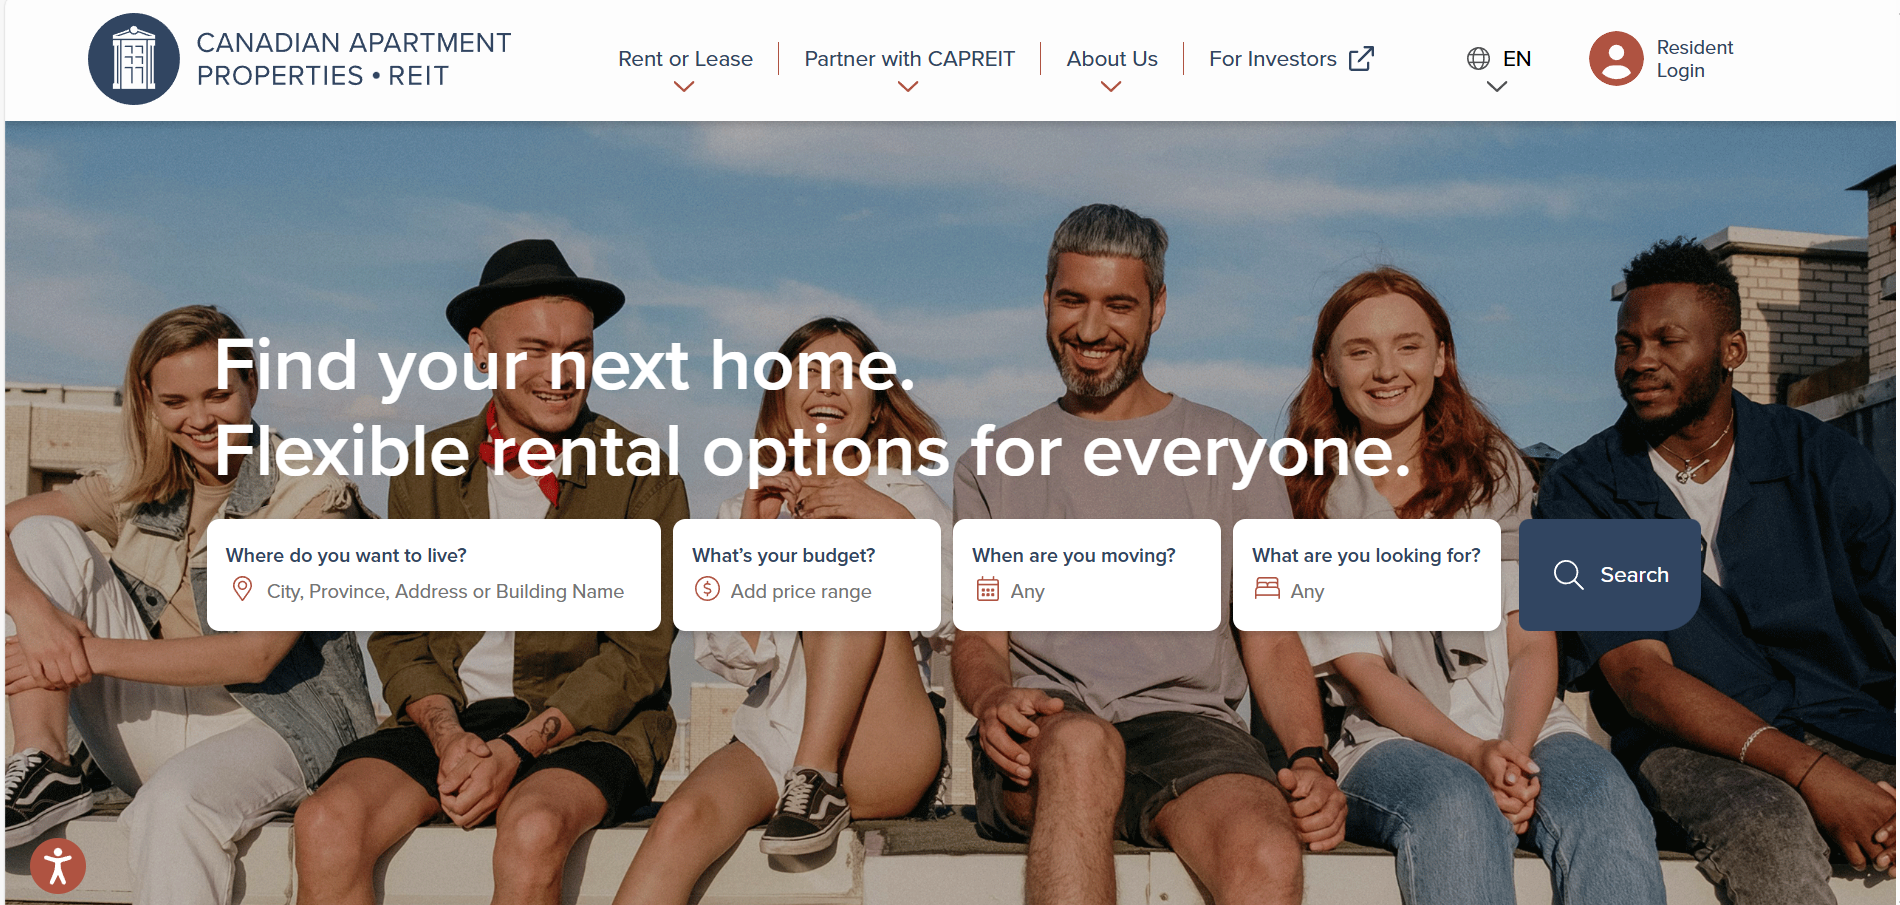 CANADIAN APARTMENT
PROPERTIES • REIT
Rent or Lease
Partner with CAPREIT
About Us
For Investors
EN
Resident
Login
Find your next home.
Flexible rental options for everyone.
Where do you want to live?
City, Province, Address or Building Name
What's your budget?
$ Add price range
When are you moving?
Any
What are you looking for?
Any
Search